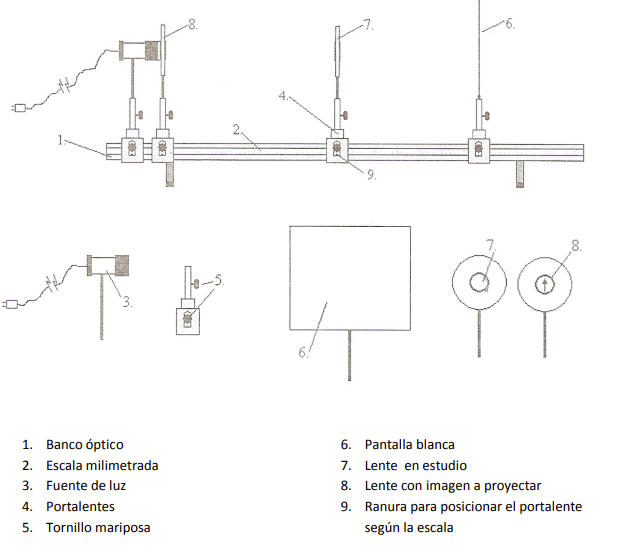 8.
7.
6.
4.
1.
2.
9.
3.
5.
6.
7.
8.
1. Banco óptico
2. Escala milimetrada
3. Fuente de luz
4. Portalentes
5. Tornillo mariposa
6. Pantalla blanca
7. Lente en estudio
8. Lente con imagen a proyectar
9. Ranura para posicionar el portalente
según la escala